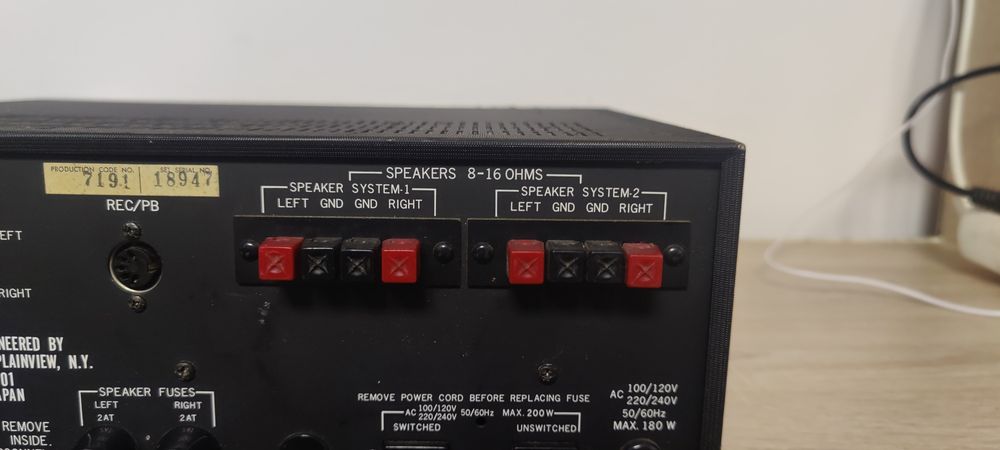 PRODUCTION CODE NO. SET SERIAL NO.
7191 18947
REC/PB
SPEAKERS 8-16 OHMS
SPEAKER SYSTEM-1
LEFT GND GND RIGHT
SPEAKER SYSTEM-2
LEFT GND GND RIGHT
EFT
RIGHT
NEERED BY
PLAINVIEW, N.Y.
01
APAN
SPEAKER FUSES
LEFT RIGHT
2AT 2AT
REMOVE
INSIDE.
REMOVE POWER CORD BEFORE REPLACING FUSE
AC 100/120V 220/240V 50/60Hz MAX. 200W
SWITCHED UNSWITCHED
AC 100/120V
220/240V
50/60Hz
MAX. 180 W